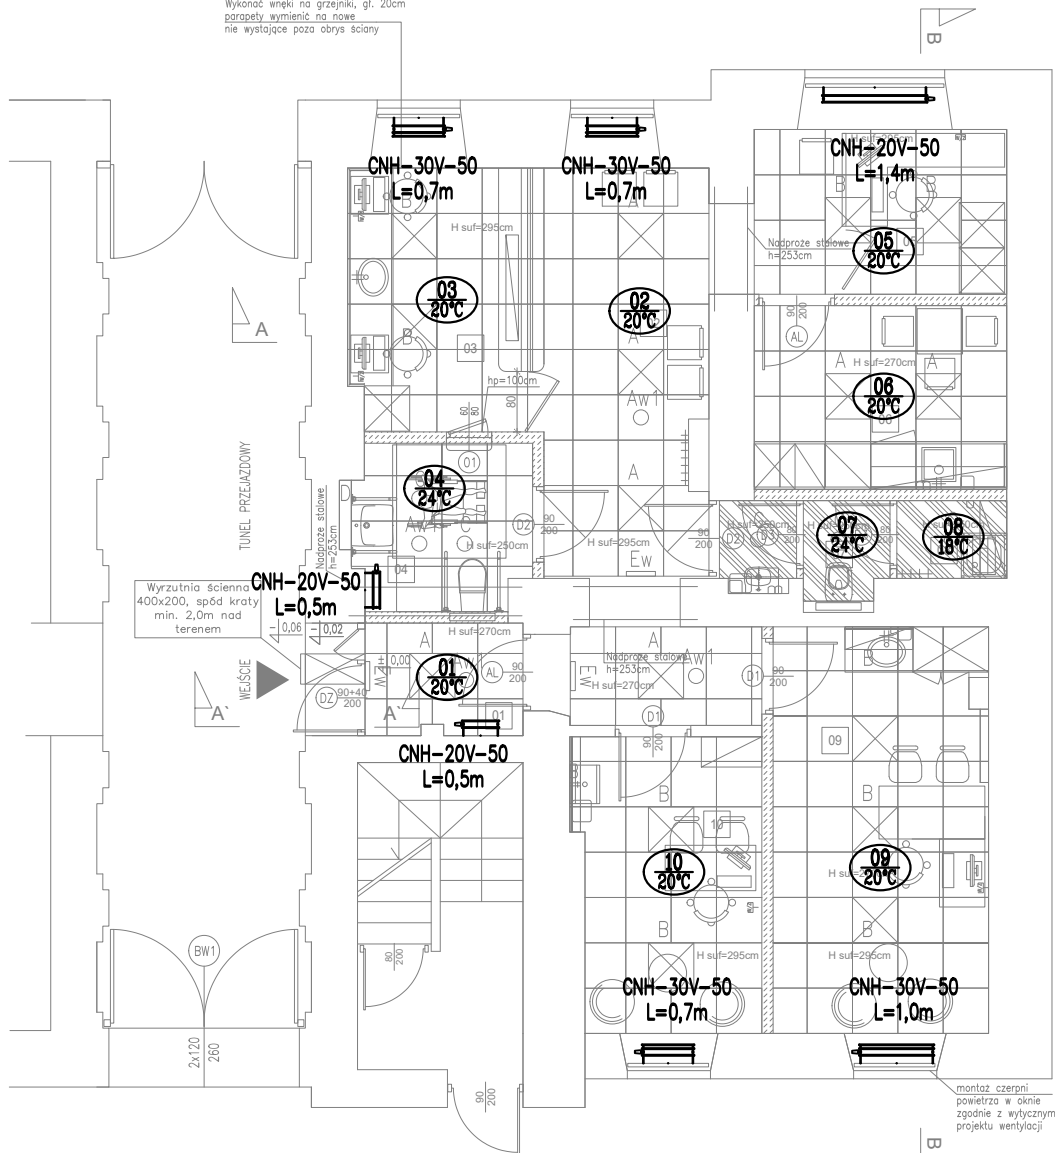 Wykonać wnęki na grzejniki, gł. 20cm
parapety wymienić na nowe
nie wystające poza obrys ściany
B
CNH-30V-50
L=0,7m
CNH-30V-50
L=0,7m
H suf=295cm
CNH-20V-50
L=1,4m
B
B
A
H suf=295cm
Nadproże stalowe
h=253cm
05
20°C
03
20°C
02
20°C
A
90
200
AL
B
03
A
A
H suf=270cm
A
06
20°C
hp=100cm
80
60
80
Aw1
TUNEL PRZEJAZDOWY
01
A
04
24°C
Nadproże stalowe
h=253cm
D2
90
200
H suf=250cm
H suf=295cm
90
200
D2
D3
80
07
24°C
08
18°C
04
Ew
Wyrzutnia ścienna
400x200, spód kraty
min. 2,0m nad
terenem
CNH-20V-50
L=0,5m
- 0,06
- 0,02
A
H suf=270cm
A
Nadproże stalowe
h=253cm
Aw1
B
± 0,00
01
20°C
AL
90
200
EW
H suf=270cm
D1
90
200
WEJŚCIE
DZ
90+40
200
A`
A`
01
D1
90
200
09
CNH-20V-50
L=0,5m
B
B
B
10
10
20°C
09
20°C
B
B
BW1
80
200
H suf=295cm
H suf=295cm
CNH-30V-50
L=0,7m
CNH-30V-50
L=1,0m
2x120
260
90
200
montaż czerpni
powietrza w oknie
zgodnie z wytycznym
projektu wentylacji
B